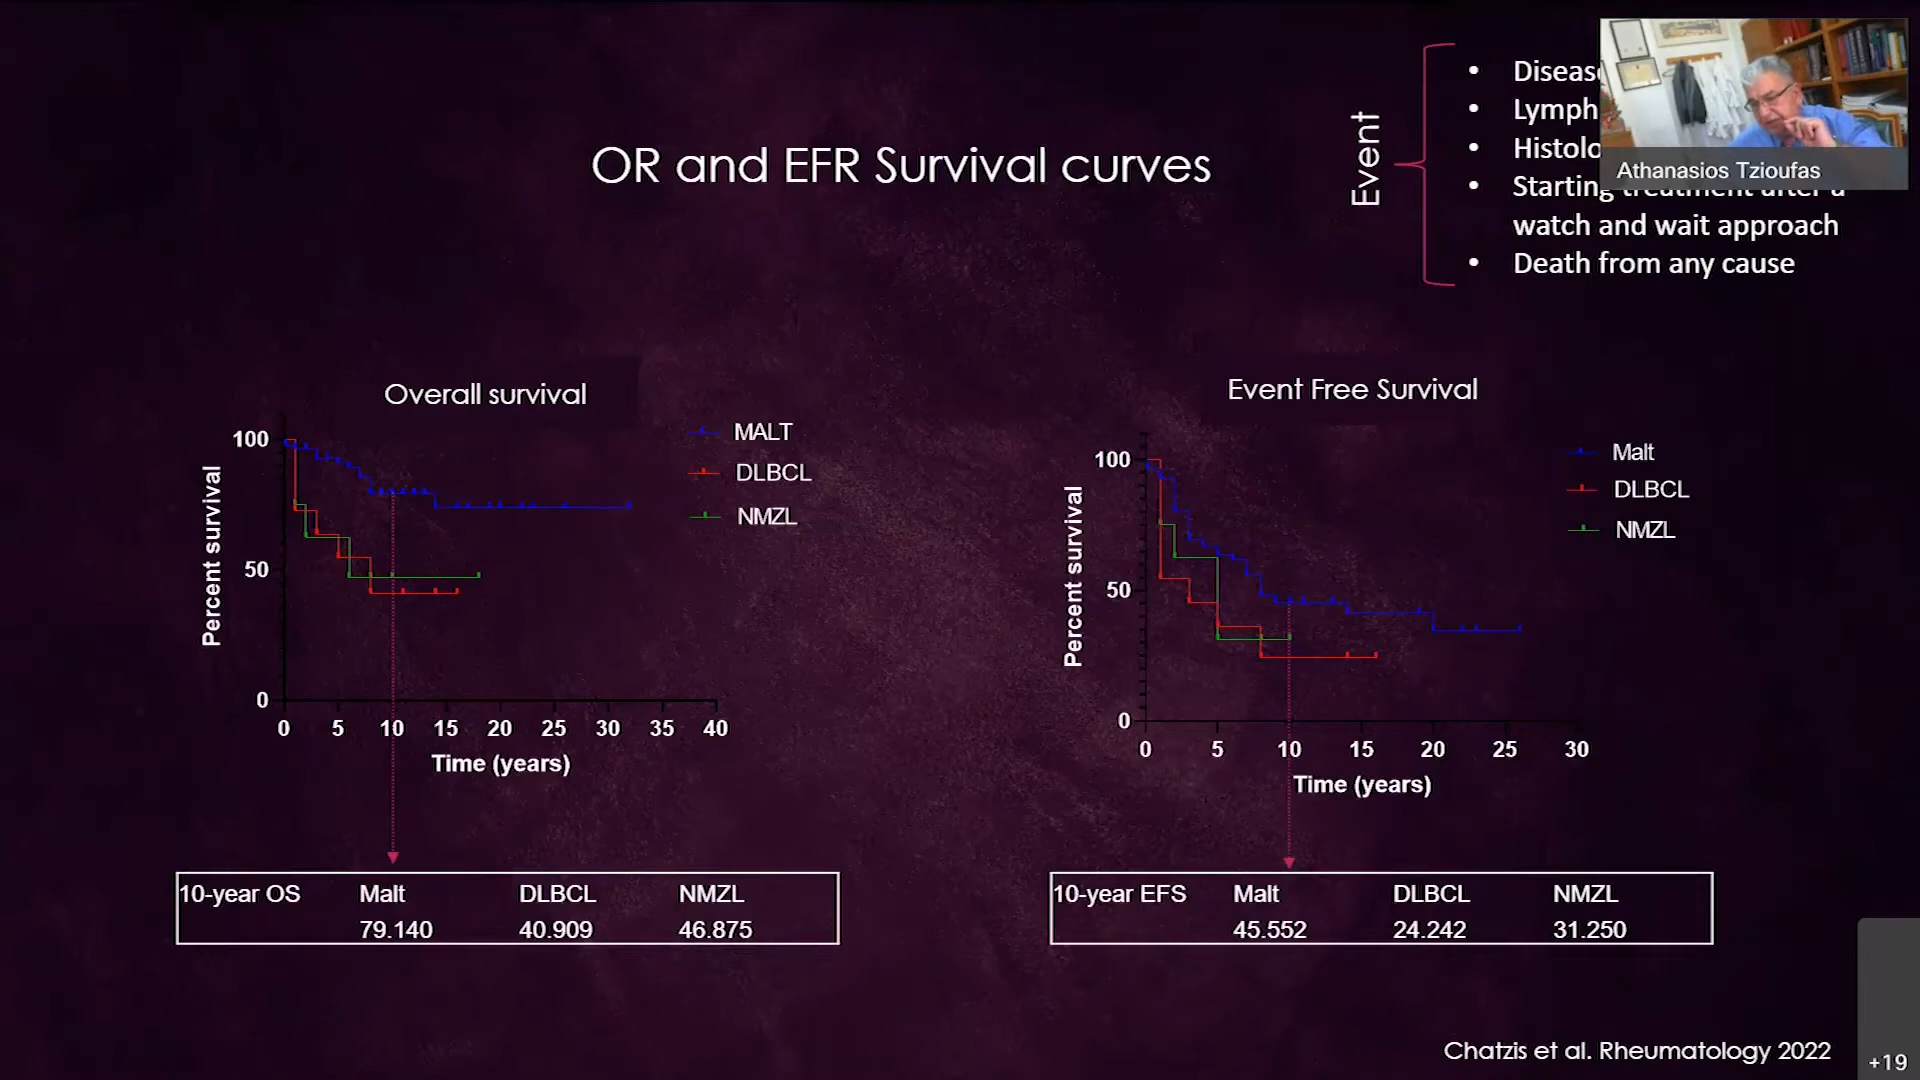 OR and EFR Survival curves
Event
• Diseas
• Lymph
• Histolo
• Starting treatment after a
watch and wait approach
• Death from any cause
Athanasios Tzioufas
Overall survival
MALT
DLBCL
NMZL
Percent survival
100
50
0
0 5 10 15 20 25 30 35 40
Time (years)
10-year OS Malt DLBCL NMZL
79.140 40.909 46.875
Event Free Survival
Malt
DLBCL
NMZL
Percent survival
100
50
0
0 5 10 15 20 25 30
Time (years)
10-year EFS Malt DLBCL NMZL
45.552 24.242 31.250
Chatzis et al. Rheumatology 2022
+19